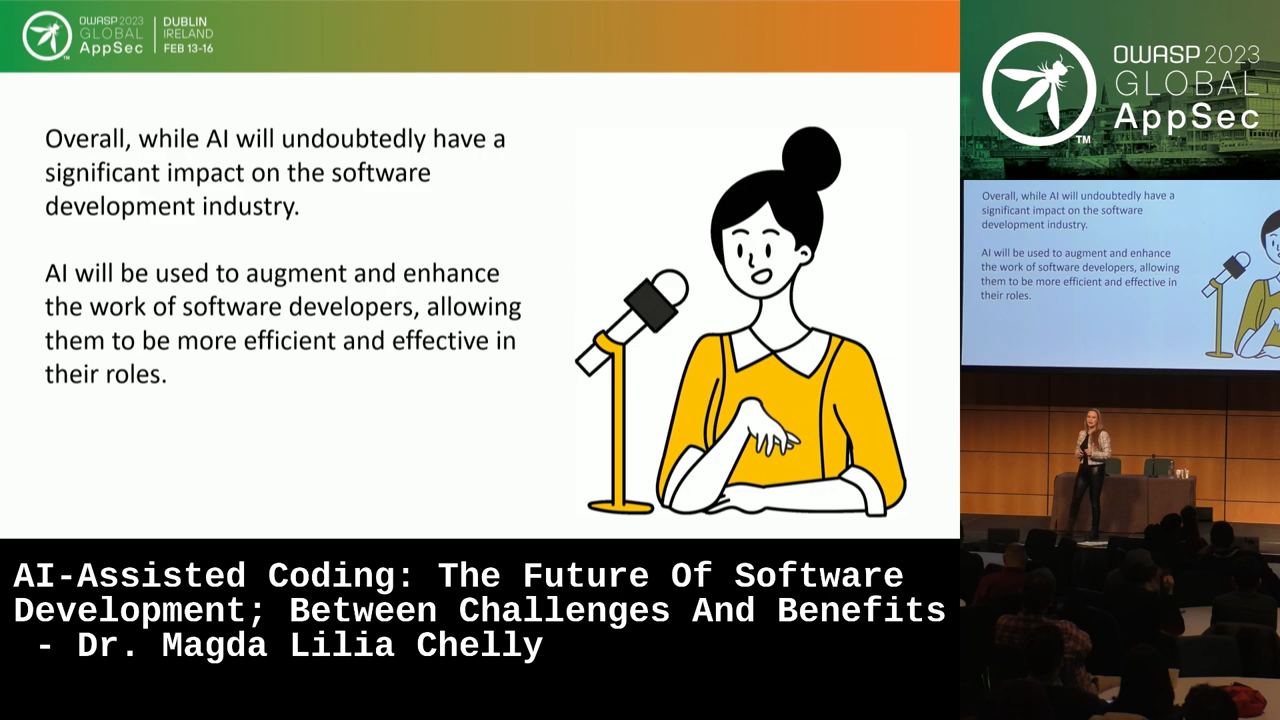 OWASP 2023
GLOBAL
AppSec
TM
DUBLIN
IRELAND
FEB 13-16
Overall, while AI will undoubtedly have a
significant impact on the software
development industry.
AI will be used to augment and enhance
the work of software developers, allowing
them to be more efficient and effective in
their roles.
AI-Assisted Coding: The Future Of Software
Development; Between Challenges And Benefits
- Dr. Magda Lilia Chelly
OWASP 2023
GLOBAL
AppSec
TM
Overall, while AI will undoubtedly have a
significant impact on the software
development industry.
AI will be used to augment and enhance
the work of software developers, allowing
them to be more efficient and effective in
their roles.